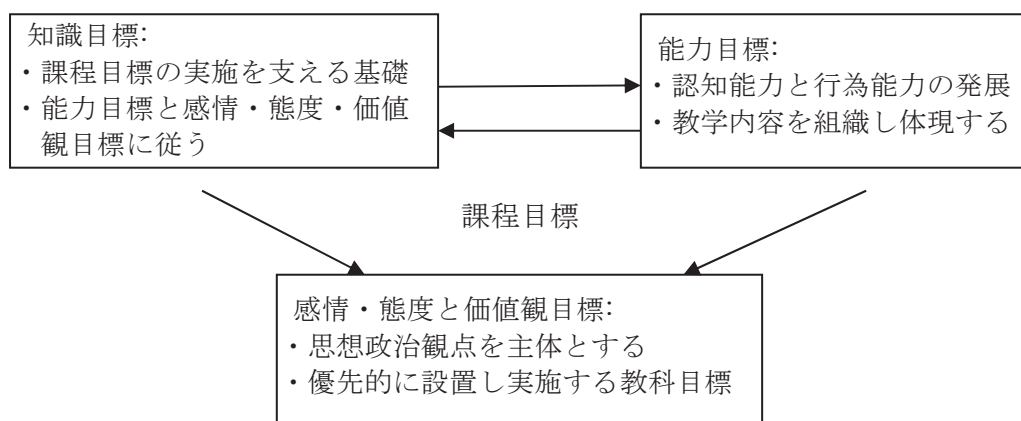 知識目標:
・課程目標の実施を支える基礎
・能力目標と感情・態度・価値
観目標に従う
能力目標:
・認知能力と行為能力の発展
・教学内容を組織し体現する
課程目標
感情・態度と価値観目標:
・思想政治観点を主体とする
・優先的に設置し実施する教科目標